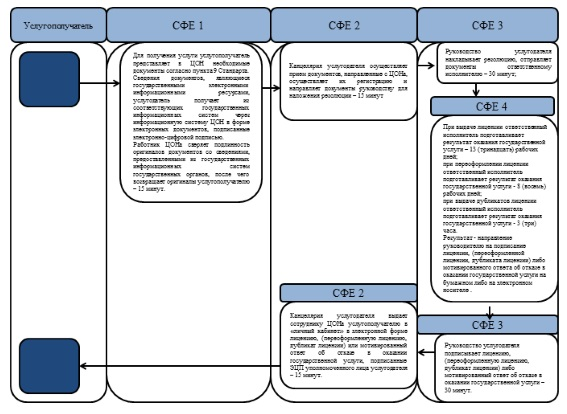 Услугополучатель
СФЕ 1
СФЕ 2
СФЕ 3
Для получения услуги услугополучатель
представляет в ЦОН необходимые
документы согласно пункта 9 Стандарта.
Сведения документов, являющиеся
государственными электронными
информационными ресурсами,
услугодатель получает из
соответствующих государственных
информационных систем через
информационную систему ЦОН в форме
электронных документов, подписанные
электронно-цифровой подписью.
Работник ЦОНа сверяет подлинность
оригиналов документов со сведениями,
предоставленными из государственных
информационных систем
государственных органов, после чего
возвращает оригиналы услугополучателю
– 15 минут.
Канцелярия услугодателя осуществляет
прием документов, направленные с ЦОНа,
осуществляет их регистрацию и
направляет документы руководству для
наложения резолюции – 15 минут
Руководство услугодателя
накладывает резолюцию, отправляет
документы ответственному
исполнителю – 30 минут;
СФЕ 4
При выдаче лицензии ответственный
исполнитель подготавливает
результат оказания государственной
услуги – 13 (тринадцать) рабочих
дней;
при переоформлении лицензии
ответственный исполнитель
подготавливает результат оказания
государственной услуги - 8 (восемь)
рабочих дней;
при выдаче дубликатов лицензии
ответственный исполнитель
подготавливает результат оказания
государственной услуги - 3 (три)
часа.
Результат - направление
руководителю на подписание
лицензии, (переоформленной
лицензии, дубликата лицензии) либо
мотивированного ответа об отказе в
оказании государственной услуги на
бумажном либо на электронном
носителе .
СФЕ 2
Канцелярия услугодателя выдает
сотруднику ЦОНа услугополучателю в
«личный кабинет» в электронной форме
лицензию, (переоформленную лицензию,
дубликат лицензии) или мотивированный
ответ об отказе в оказании
государственной услуги, подписанные
ЭЦП уполномоченного лица услугодателя
– 15 минут.
СФЕ 3
Руководство услугодателя
подписывает лицензию,
(переоформленную лицензию,
дубликат лицензии) либо
мотивированного ответ об отказе в
оказании государственной услуги –
30 минут.